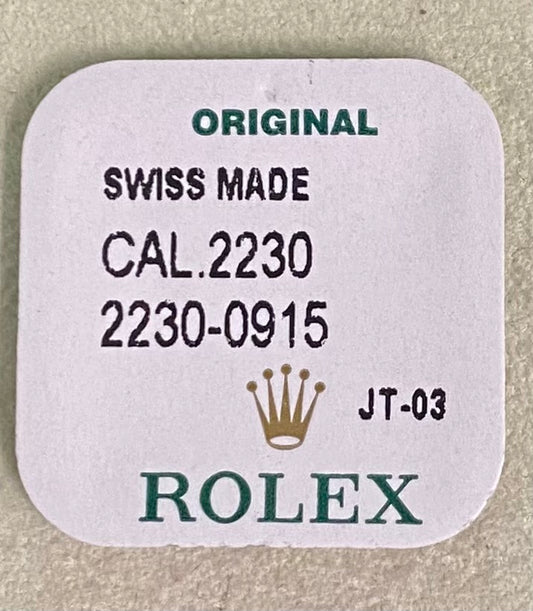 ORIGINAL
SWISS MADE
CAL.2230
2230-0915
JT-03
ROLEX